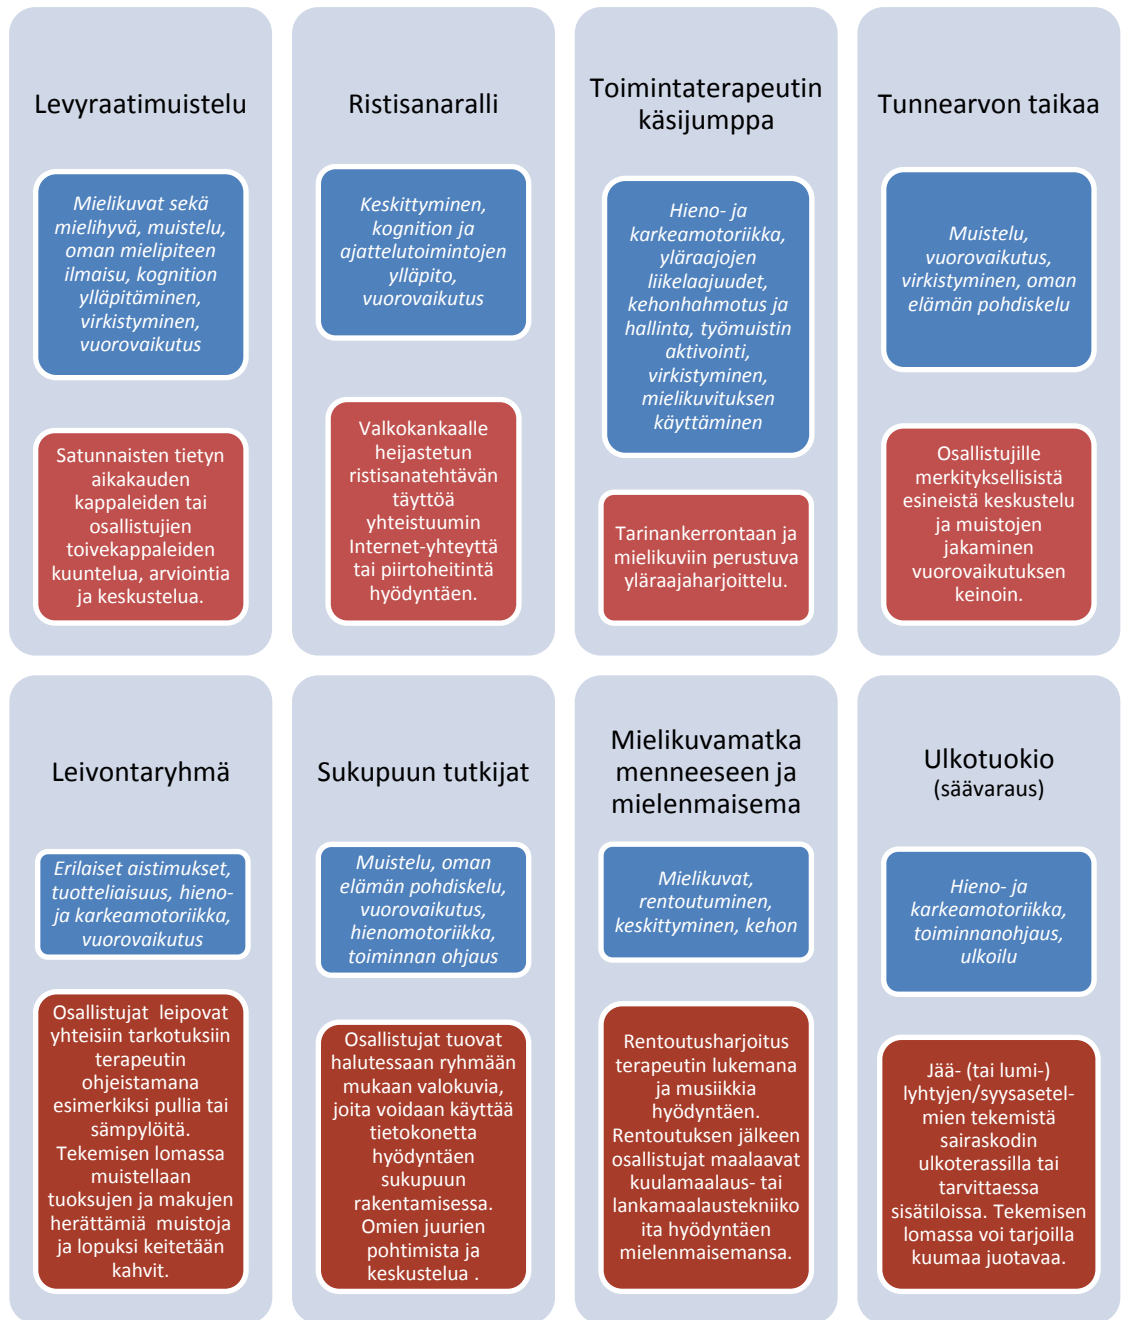 Levyraatimuistelu
Mielikuvat sekä
mielihyvä, muistelu,
oman mielipiteen
ilmaisu, kognition
ylläpitäminen,
virkistyminen,
vuorovaikutus
Satunnaisten tietyn
aikakauden
kappaleiden tai
osallistujien
toivekappaleiden
kuuntelua, arviointia
ja keskustelua.
Ristisanaralli
Keskittyminen,
kognition ja
ajattelutoimintojen
ylläpito,
vuorovaikutus
Valkokankaalle
heijastetun
ristisanatehtävän
täyttöä
yhteistuumin
Internet-yhteyttä
tai piirtoheitintä
hyödyntäen.
Toimintaterapeutin
käsijumppa
Hieno- ja
karkeamotoriikka,
yläraajojen
liikelaajuudet,
kehonhahmotus ja
hallinta, työmuistin
aktivointi,
virkistyminen,
mielikuvituksen
käyttäminen
Tarinankerrontaan ja
mielikuviin perustuva
yläraajaharjoittelu.
Tunnearvon taikaa
Muistelu,
vuorovaikutus,
virkistyminen, oman
elämän pohdiskelu
Osallistujille
merkityksellisistä
esineistä keskustelu
ja muistojen
jakaminen
vuorovaikutuksen
keinoin.
Leivontaryhmä
Erilaiset aistimukset,
tuotteliaisuus, hieno-
ja karkeamotoriikka,
vuorovaikutus
Osallistujat leipovat
yhteisiin tarkotuksiin
terapeutin
ohjeistamana
esimerkiksi pullia tai
sämpylöitä.
Tekemisen lomassa
muistellaan
tuoksujen ja makujen
herättämiä muistoja
ja lopuksi keitetään
kahvit.
Sukupuun tutkijat
Muistelu, oman
elämän pohdiskelu,
vuorovaikutus,
hienomotoriikka,
toiminnan ohjaus
Osallistujat tuovat
halutessaan ryhmään
mukaan valokuvia,
joita voidaan käyttää
tietokonetta
hyödyntäen
sukupuun
rakentamisessa.
Omien juurien
pohtimista ja
keskustelua .
Mielikuvamatka
menneeseen ja
mielenmaisema
Mielikuvat,
rentoutuminen,
keskittyminen, kehon
Rentoutusharjoitus
terapeutin lukemana
ja musiikkia
hyödyntäen.
Rentoutuksen jälkeen
osallistujat maalaavat
kuulamaalaus- tai
lankamaalaustekniiko
ita hyödyntäen
mielenmaisemansa.
Ulkotuokio
(säävaraus)
Hieno- ja
karkeamotoriikka,
toiminnanohjaus,
ulkoilu
Jää- (tai lumi-)
lyhtyjen/syysasetel-
mien tekemistä
sairaskodin
ulkoterassilla tai
tarvittaessa
sisätiloissa. Tekemisen
lomassa voi tarjoilla
kuumaa juotavaa.